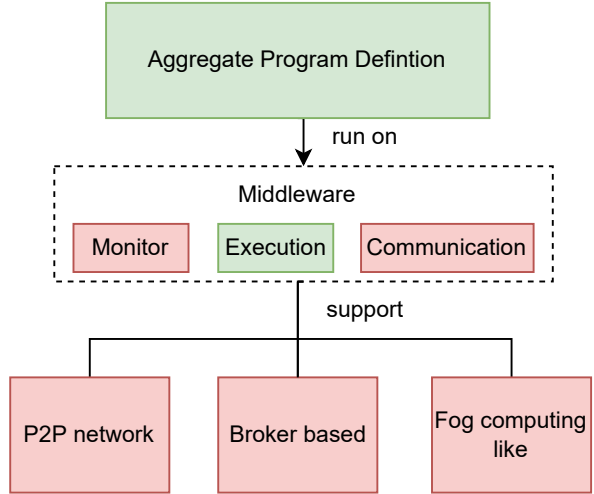 Aggregate Program Defintion
run on
Middleware
Monitor
Execution
Communication
support
P2P network
Broker based
Fog computing
like